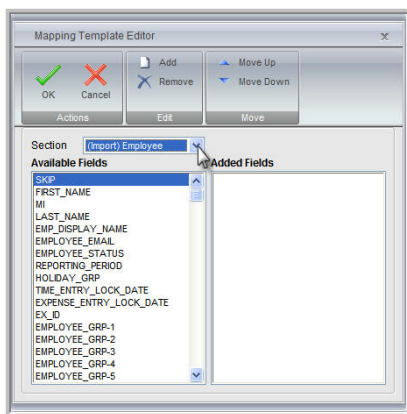 Mapping Template Editor x
OK
Cancel
Actions
Add
Remove
Edit
Move Up
Move Down
Move
Section (Import) Employee
Available Fields
Added Fields
SKIP
FIRST_NAME
MI
LAST_NAME
EMP_DISPLAY_NAME
EMPLOYEE_EMAIL
EMPLOYEE_STATUS
REPORTING_PERIOD
HOLIDAY_GRP
TIME_ENTRY_LOCK_DATE
EXPENSE_ENTRY_LOCK_DATE
EX_ID
EMPLOYEE_GRP-1
EMPLOYEE_GRP-2
EMPLOYEE_GRP-3
EMPLOYEE_GRP-4
EMPLOYEE_GRP-5